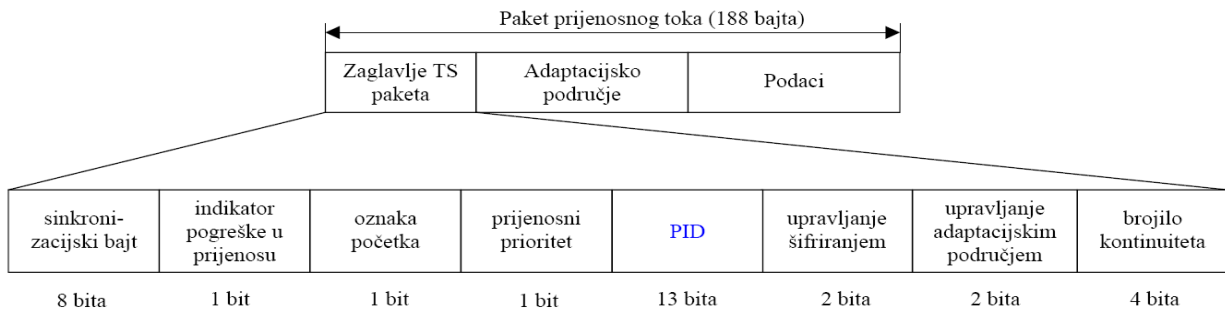 Paket prijenosnog toka (188 bajta)
Zaglavlje TS
paketa
Adaptacijsko
područje
Podaci
sinkroni-
zacijski bajt
indikator
pogreške u
prijenosu
oznaka
početka
prijenosni
prioritet
PID
upravljanje
šifriranjem
upravljanje
adaptacijskim
područjem
brojilo
kontinuiteta
8 bita
1 bit
1 bit
1 bit
13 bita
2 bita
2 bita
4 bita